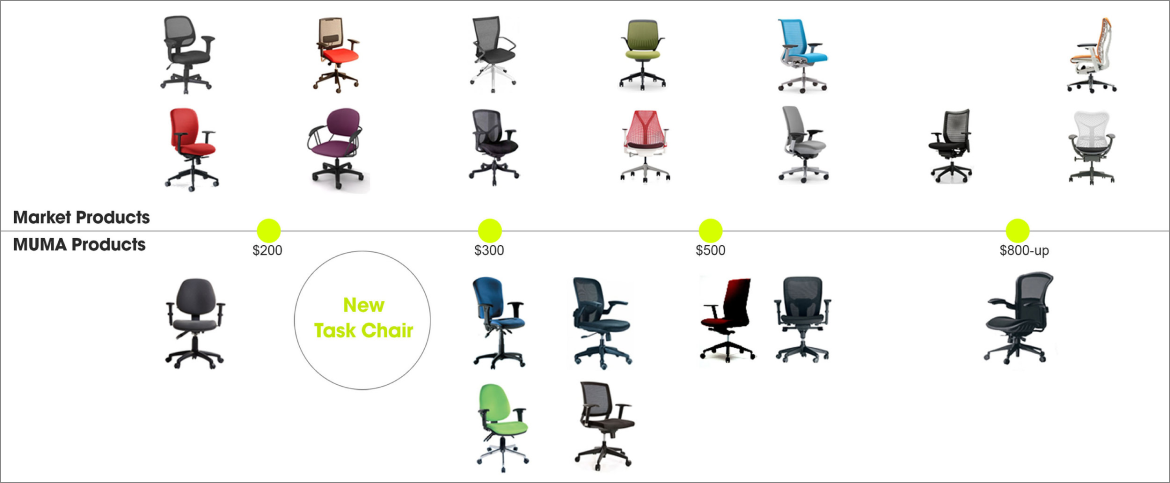 Market Products
MUMA Products
$200
$300
$500
$800-up
New
Task Chair